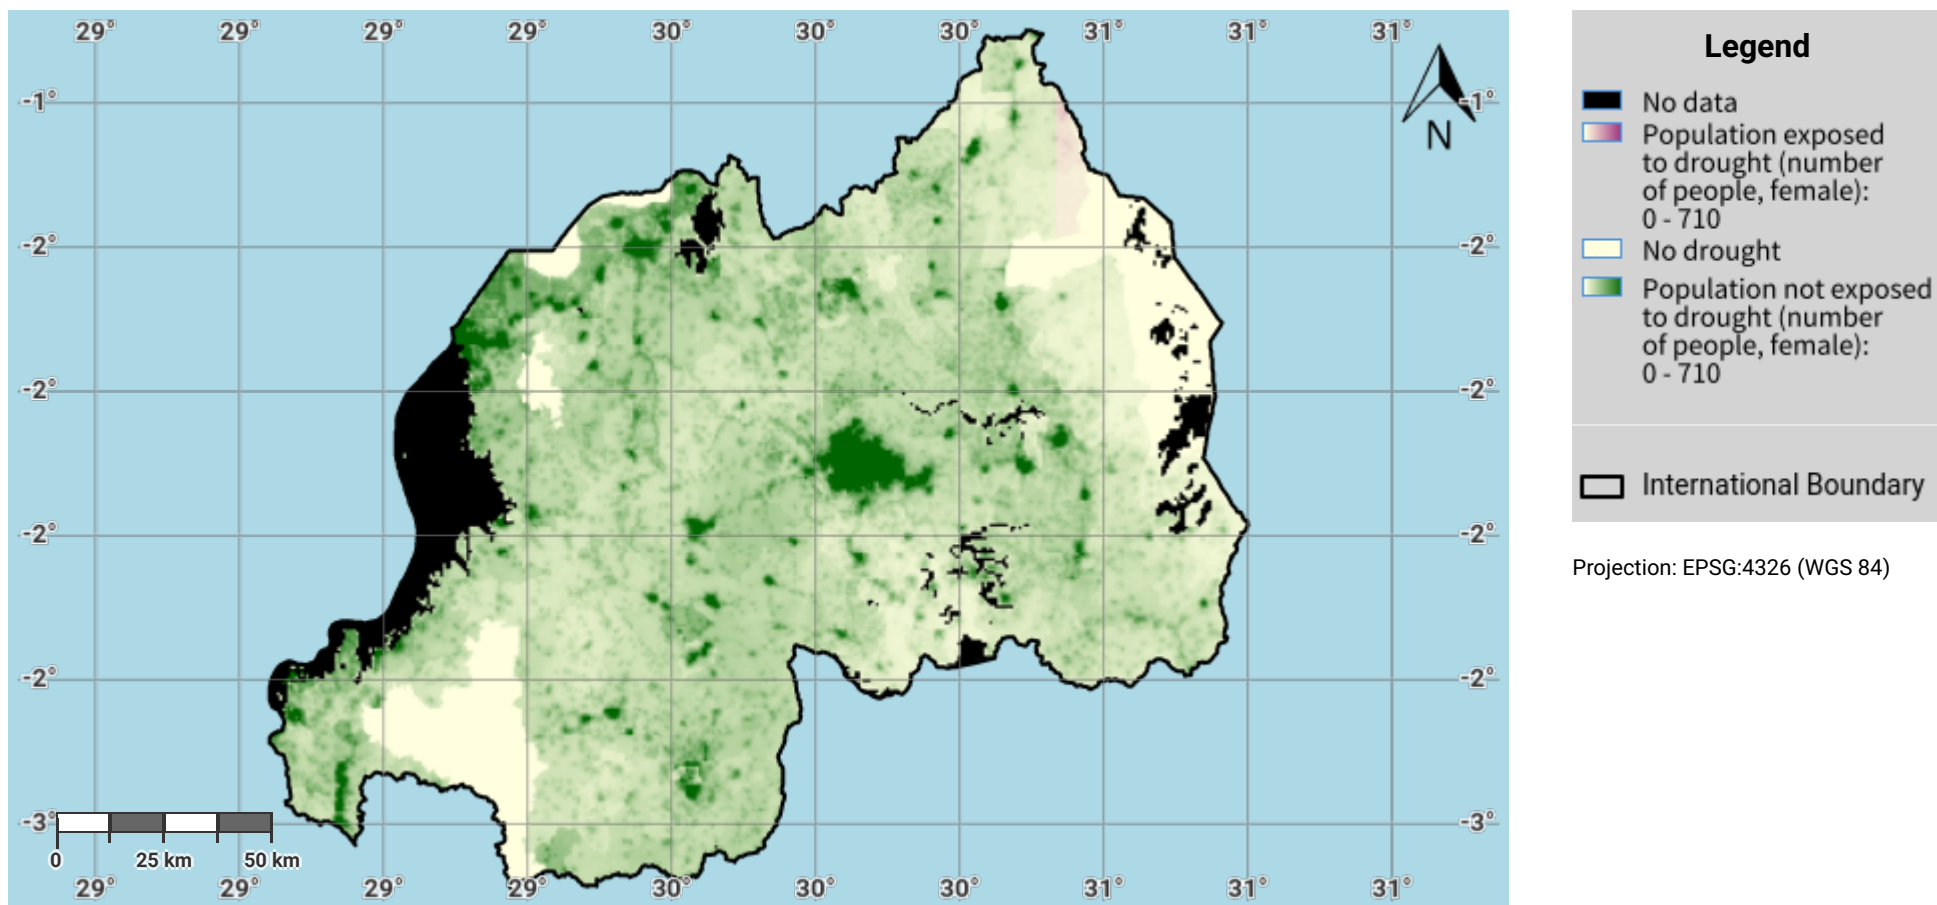 29° 29° 29° 29° 30° 30° 30° 31° 31° 31°
-1° -1°
-2° -2°
-2° -2°
-2° -2°
-2° -2°
-3° -3°
N
0 25 km 50 km
29° 29° 29° 29° 30° 30° 30° 31° 31° 31°
Legend
No data
Population exposed
to drought (number
of people, female):
0 - 710
No drought
Population not exposed
to drought (number
of people, female):
0 - 710
International Boundary
Projection: EPSG:4326 (WGS 84)